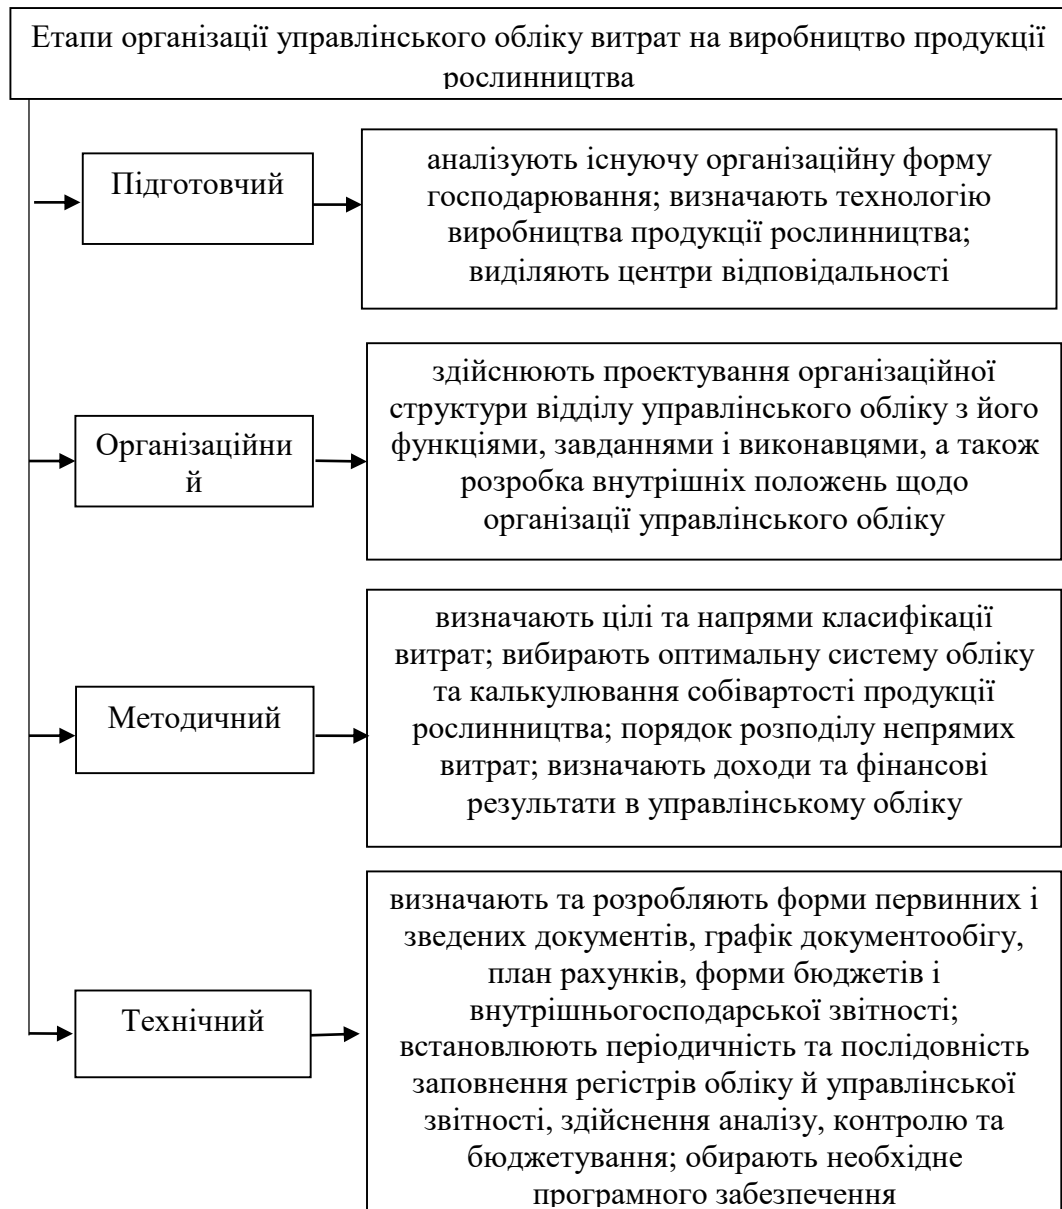 Етапи організації управлінського обліку витрат на виробництво продукції
рослинництва
Підготовчий
аналізують існуючу організаційну форму
господарювання; визначають технологію
виробництва продукції рослинництва;
виділяють центри відповідальності
Організаційни
й
здійснюють проектування організаційної
структури відділу управлінського обліку з його
функціями, завданнями і виконавцями, а також
розробка внутрішніх положень щодо
організації управлінського обліку
Методичний
визначають цілі та напрями класифікації
витрат; вибирають оптимальну систему обліку
та калькулювання собівартості продукції
рослинництва; порядок розподілу непрямих
витрат; визначають доходи та фінансові
результати в управлінському обліку
Технічний
визначають та розробляють форми первинних і
зведених документів, графік документообігу,
план рахунків, форми бюджетів і
внутрішньогосподарської звітності;
встановлюють періодичність та послідовність
заповнення регістрів обліку й управлінської
звітності, здійснення аналізу, контролю та
бюджетування; обирають необхідне
програмного забезпечення